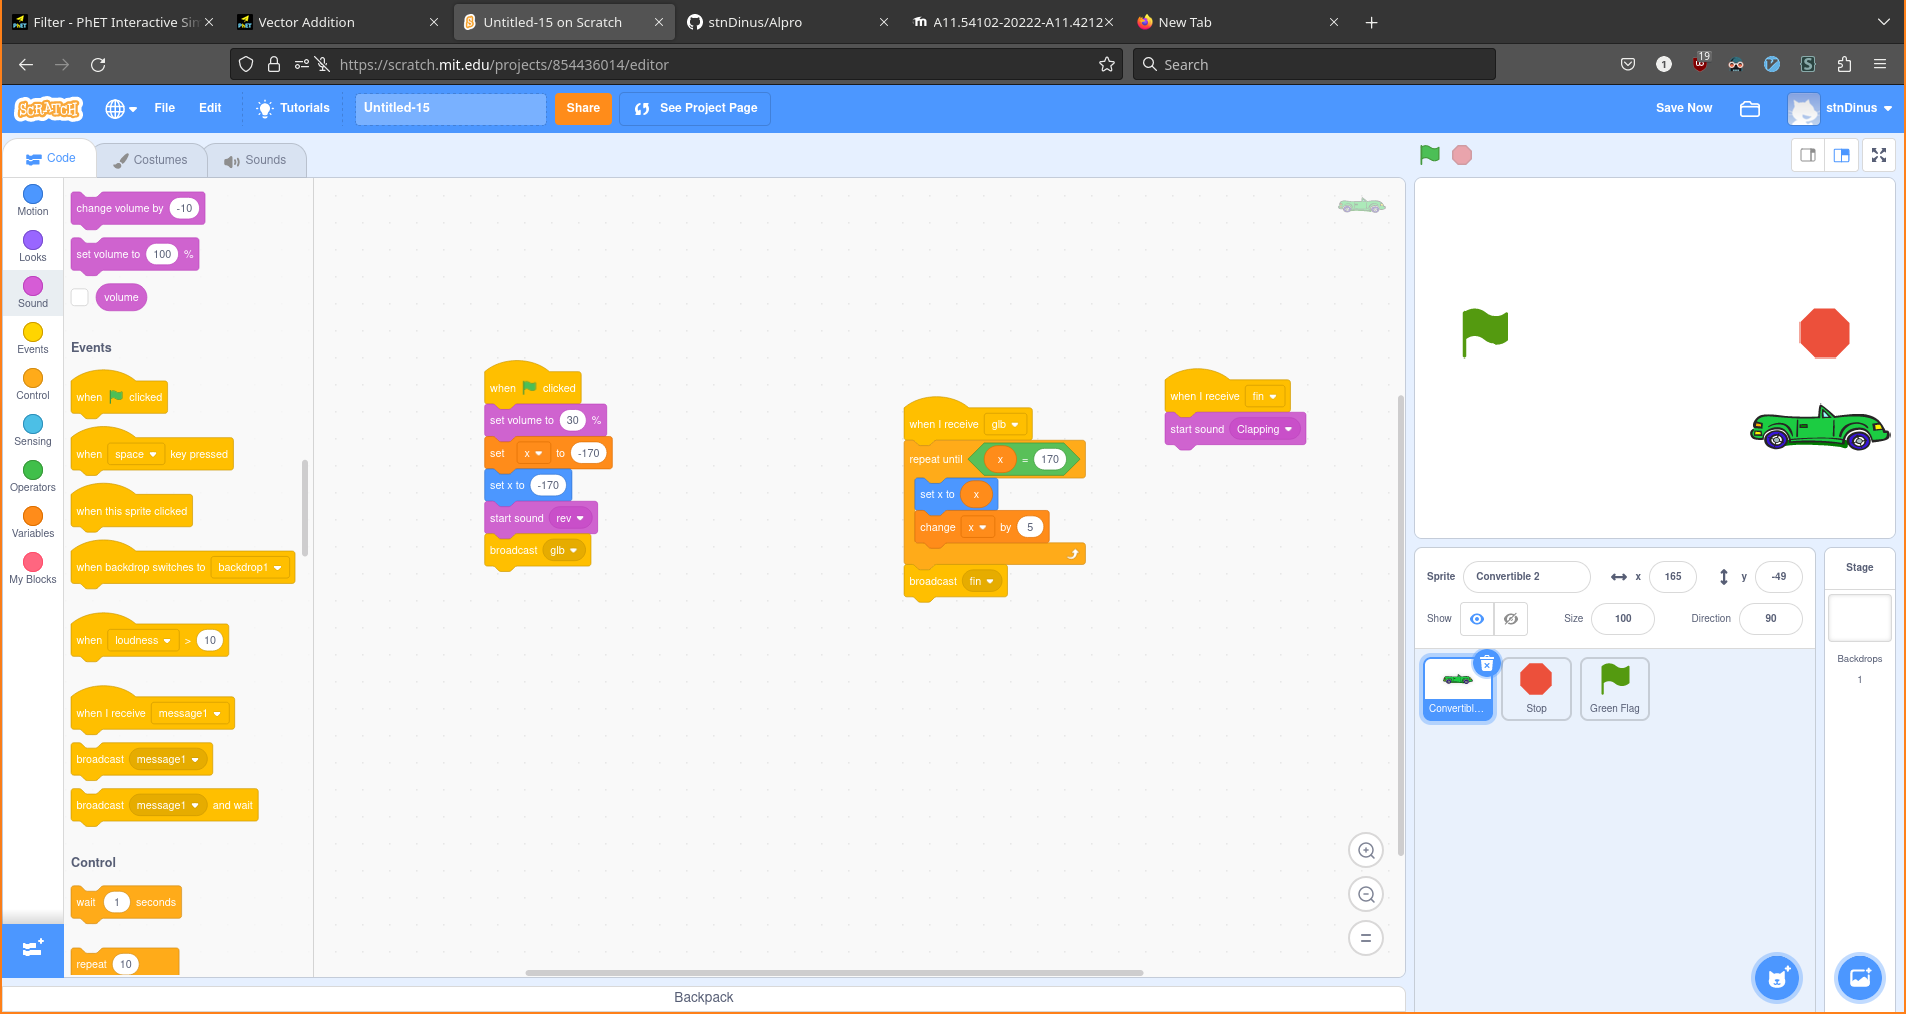 Filter - PhET Interactive Sim
Vector Addition
Untitled-15 on Scratch
stnDinus/Alpro
A11.54102-20222-A11.4212
New Tab
https://scratch.mit.edu/projects/854436014/editor
Search
1
19
SCRATCH
File
Edit
Tutorials
Untitled-15
Share
See Project Page
Save Now
stnDinus
Code
Costumes
Sounds
Motion
Looks
Sound
Events
Control
Sensing
Operators
Variables
My Blocks
change volume by -10
set volume to 100 %
volume
Events
when clicked
when space key pressed
when this sprite clicked
when backdrop switches to backdrop1
when loudness > 10
when I receive message1
broadcast message1
broadcast message1 and wait
Control
wait 1 seconds
repeat 10
when clicked
set volume to 30 %
set x to -170
set x to -170
start sound rev
broadcast glb
when I receive glb
repeat until x = 170
set x to x
change x by 5
broadcast fin
when I receive fin
start sound Clapping
Sprite Convertible 2 x 165 y -49
Show Size 100 Direction 90
Convertibl...
Stop
Green Flag
Stage
Backdrops
1
Backpack